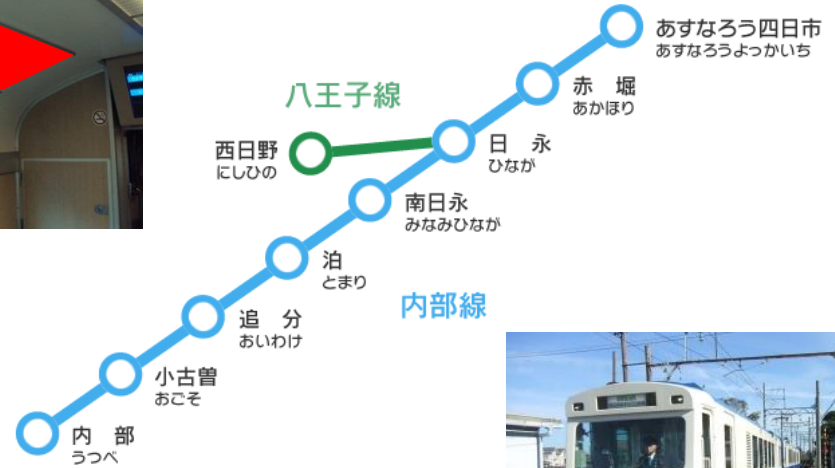 あすなろう四日市
あすなろうよっかいち
赤 堀
あかほり
八王子線
西日野
にしひの
日 永
ひなが
南日永
みなみひなが
泊
とまり
内部線
追 分
おいわけ
小古曽
おごそ
内 部
うつべ